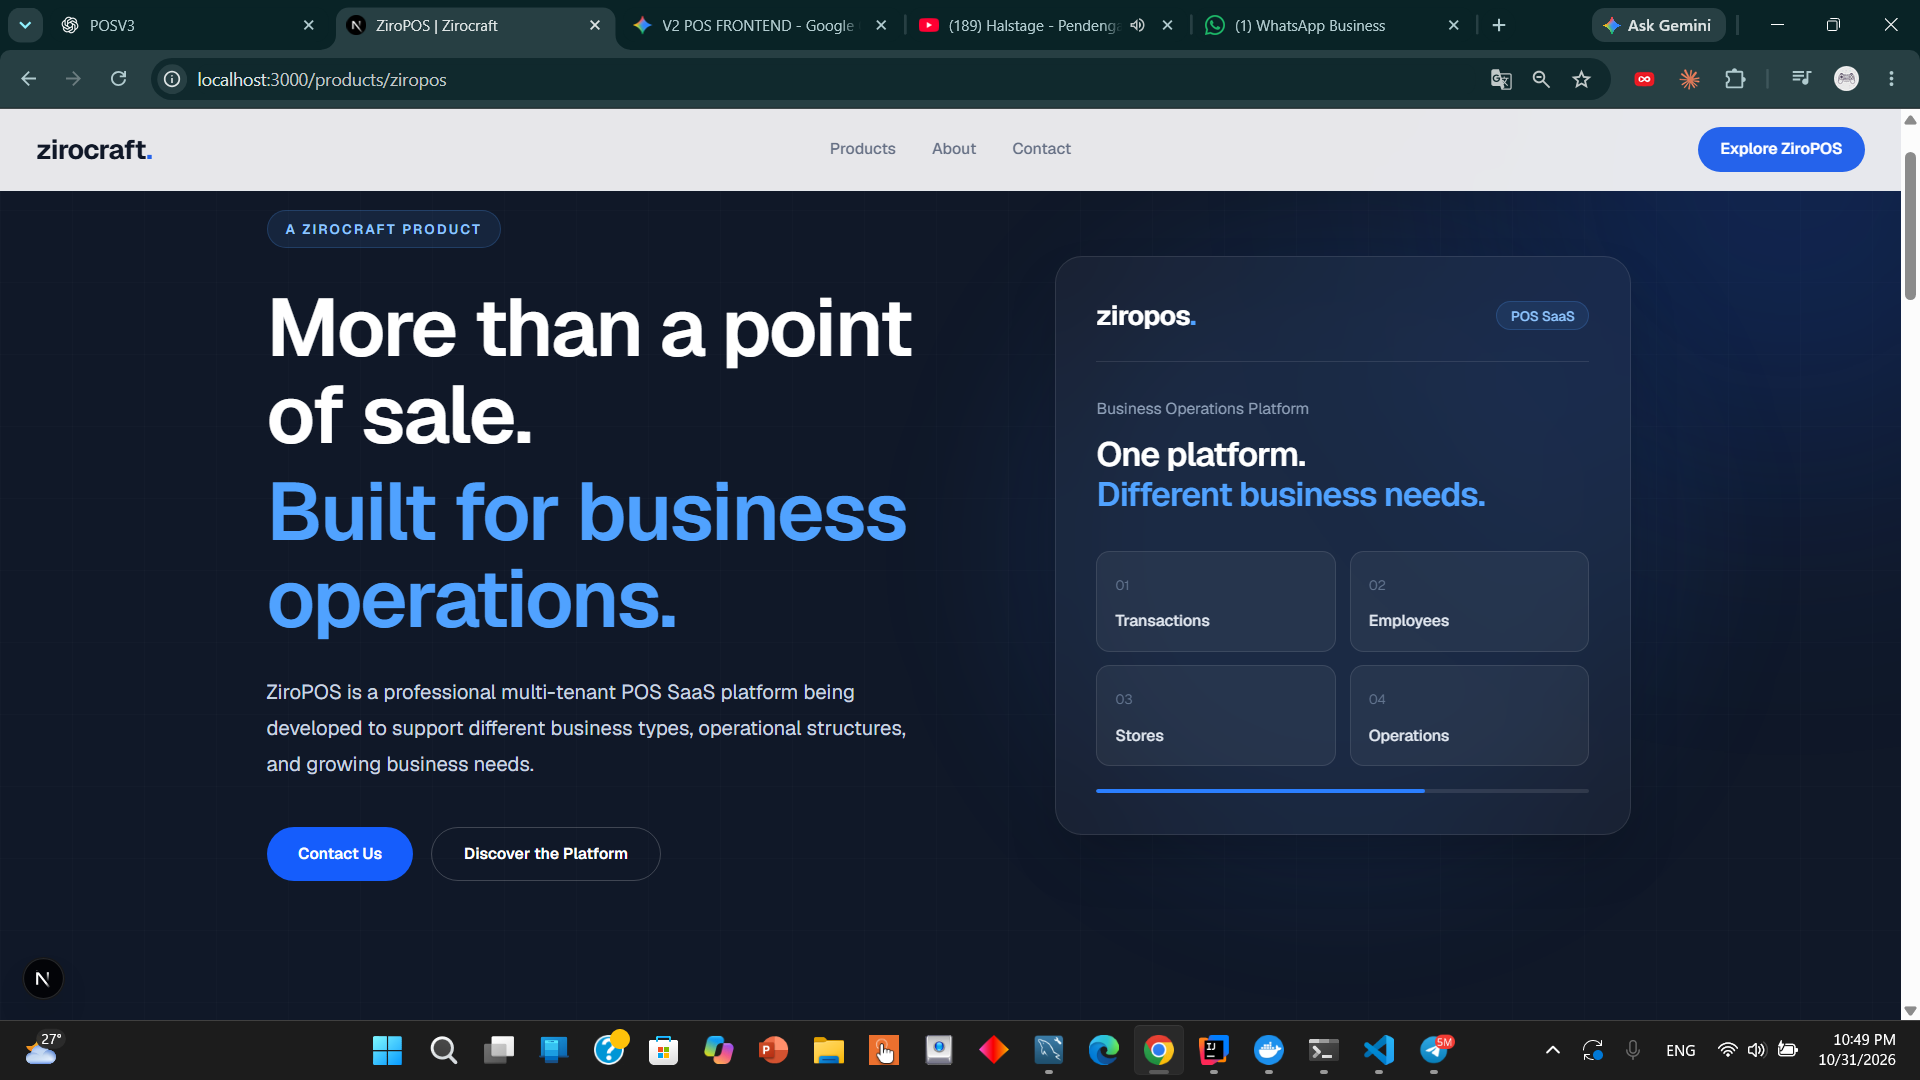 POSV3
ZiroPOS | Zirocraft
V2 POS FRONTEND - Google
(189) Halstage - Pendenga
(1) WhatsApp Business
Ask Gemini
localhost:3000/products/ziropos
zirocraft.
Products
About
Contact
Explore ZiroPOS
A ZIROCRAFT PRODUCT
More than a point
of sale.
Built for business
operations.
ZiroPOS is a professional multi-tenant POS SaaS platform being
developed to support different business types, operational structures,
and growing business needs.
Contact Us
Discover the Platform
ziropos.
POS SaaS
Business Operations Platform
One platform.
Different business needs.
01
Transactions
02
Employees
03
Stores
04
Operations
N
27°
5M
ENG
10:49 PM
10/31/2026